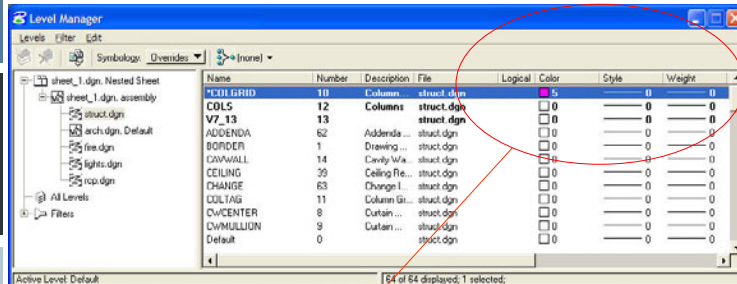 Level Manager
Levels Filter Edit
Symbology: Overrides (none)
sheet_1.dgn, Nested Sheet
sheet_1.dgn, assembly
struct.dgn
arch.dgn, Default
fire.dgn
lights.dgn
rcp.dgn
All Levels
Filters
Name Number Description File Logical Color Style Weight
*COLGRID 10 Column... struct.dgn 5 0 0
COLS 12 Columns struct.dgn 0 0 0
V7_13 13 struct.dgn 0 0 0
ADDENDA 62 Addenda ... struct.dgn 0 0 0
BORDER 1 Drawing ... struct.dgn 0 0 0
CAVWALL 14 Cavity Wa... struct.dgn 0 0 0
CEILING 39 Ceiling Re... struct.dgn 0 0 0
CHANGE 63 Change I... struct.dgn 0 0 0
COLTAG 11 Column Gr... struct.dgn 0 0 0
CWCENTER 8 Curtain ... struct.dgn 0 0 0
CWMULLION 9 Curtain ... struct.dgn 0 0 0
Default 0 struct.dgn 0 0 0
Active Level: Default 64 of 64 displayed; 1 selected;